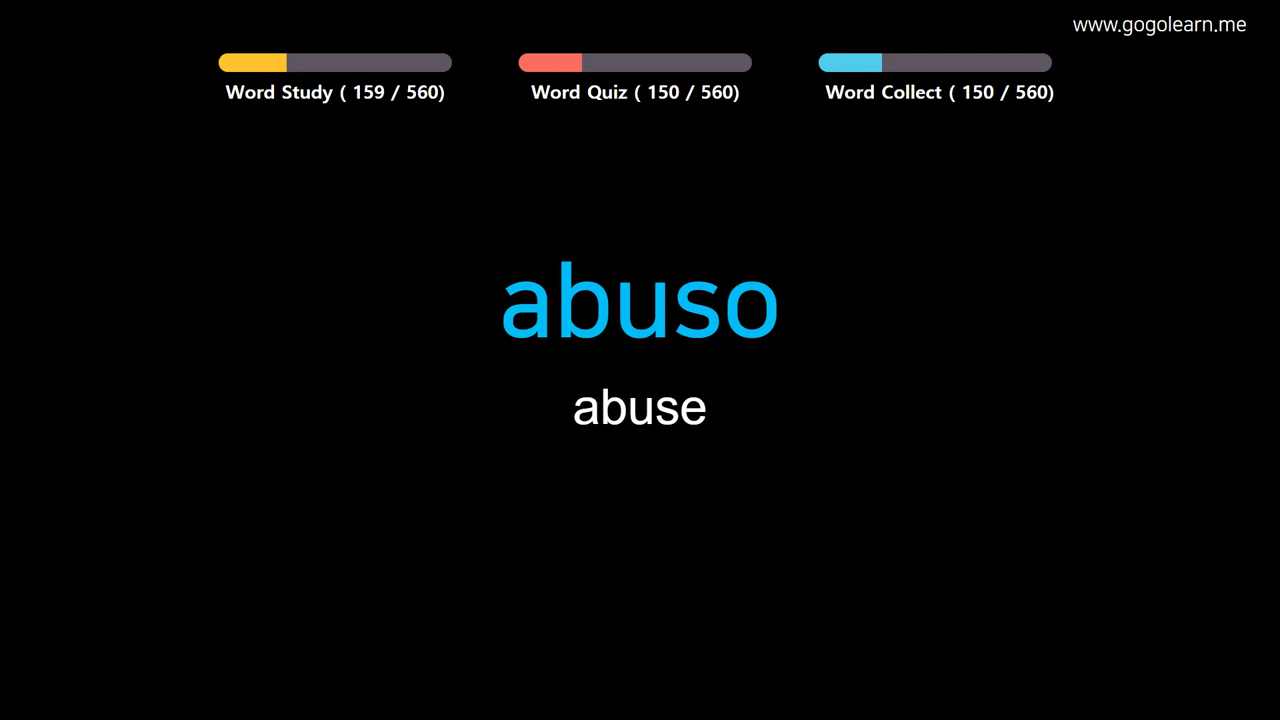 www.gogolearn.me
Word Study ( 159 / 560)
Word Quiz ( 150 / 560)
Word Collect ( 150 / 560)
abuso
abuse